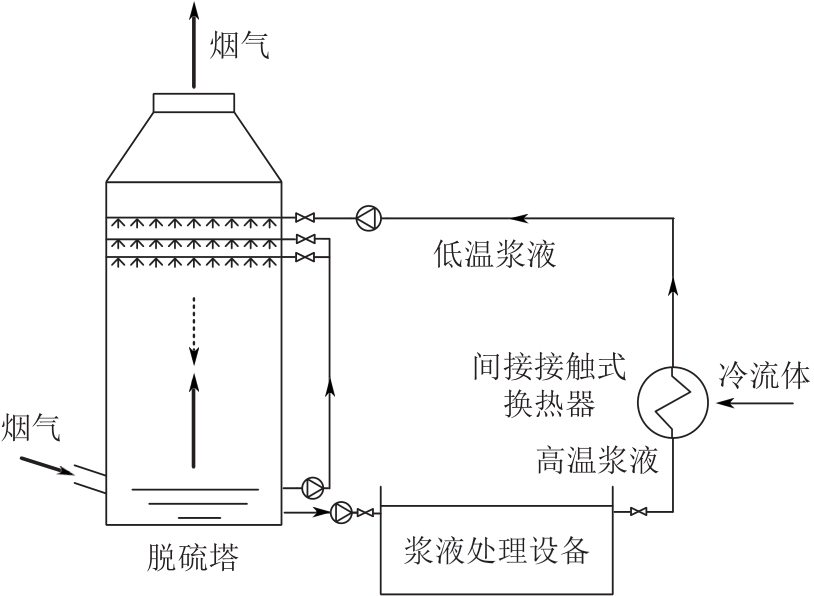 烟气
低温浆液
间接接触式
换热器
冷流体
烟气
高温浆液
浆液处理设备
脱硫塔